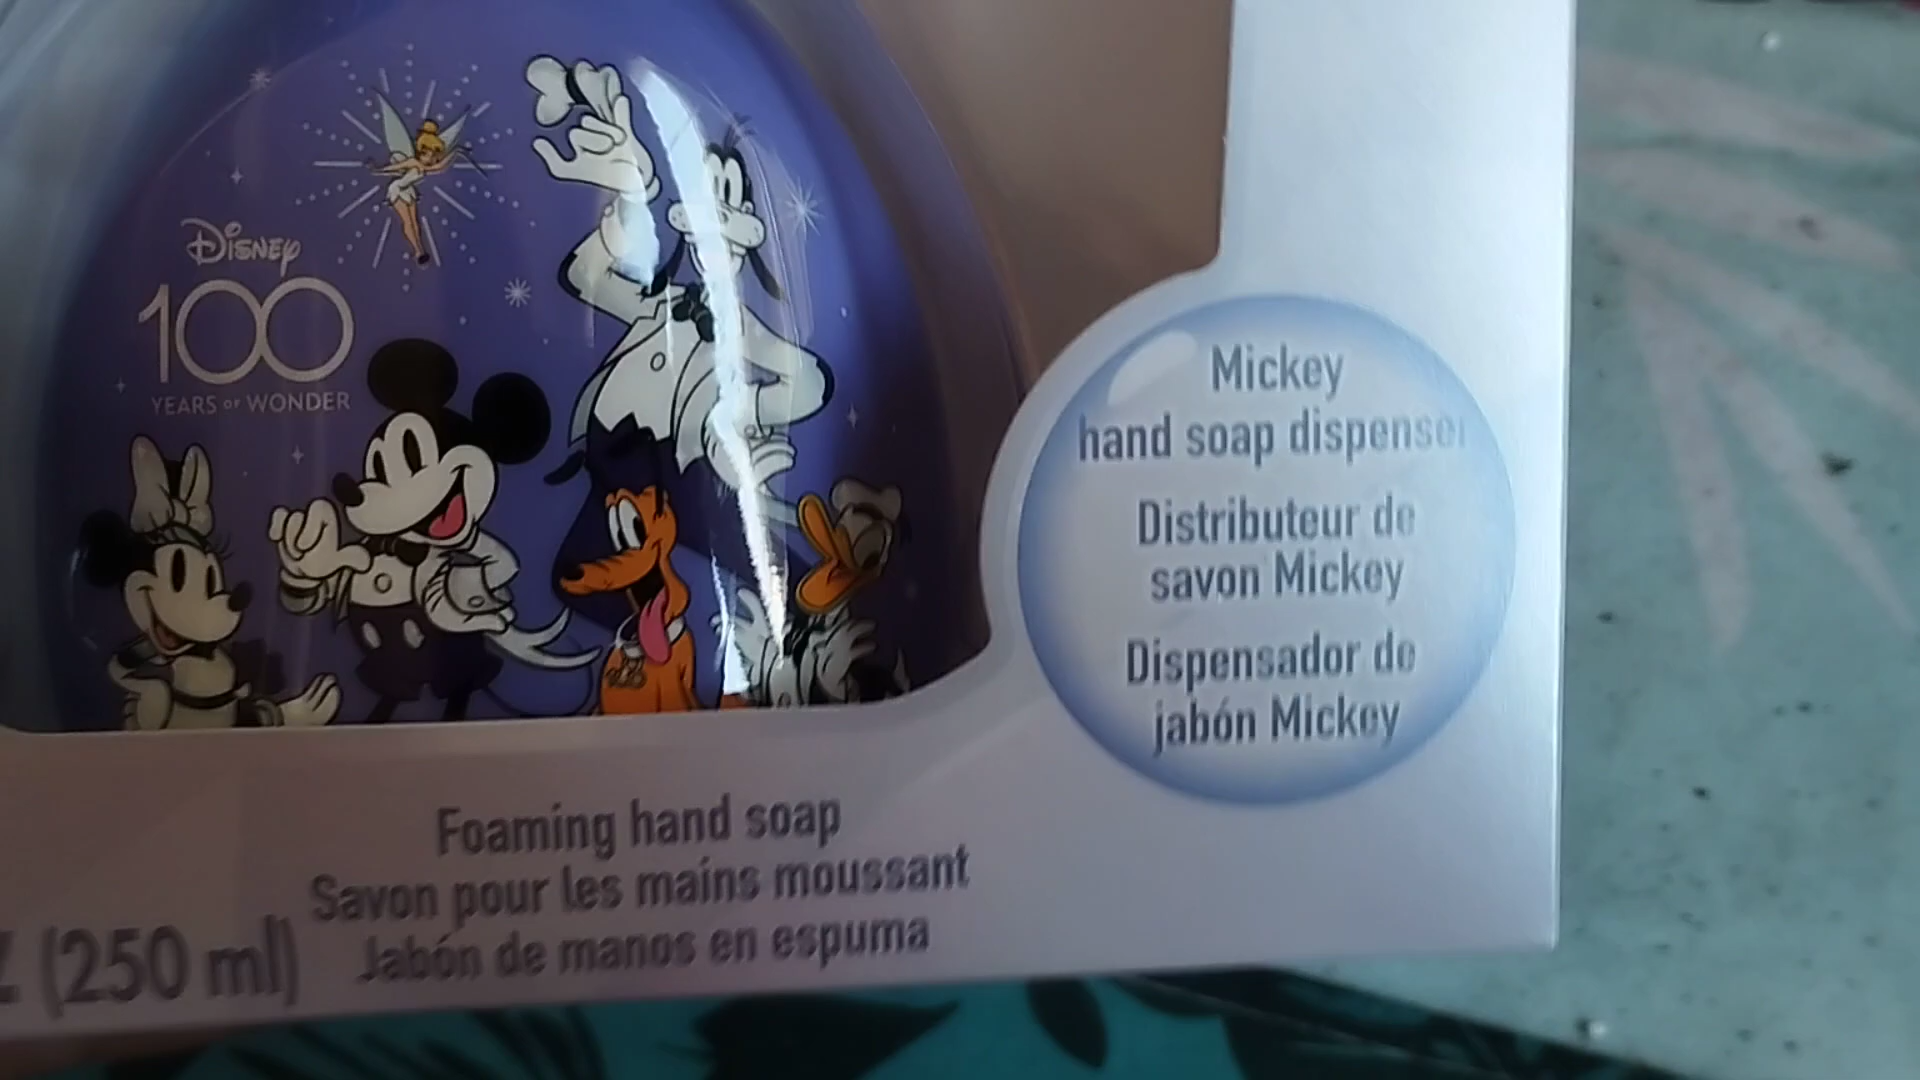 Disney
100
YEARS OF WONDER
Mickey
hand soap dispenser
Distributeur de
savon Mickey
Dispensador de
jabón Mickey
Foaming hand soap
Savon pour les mains moussant
Jabón de manos en espuma
(250 ml)